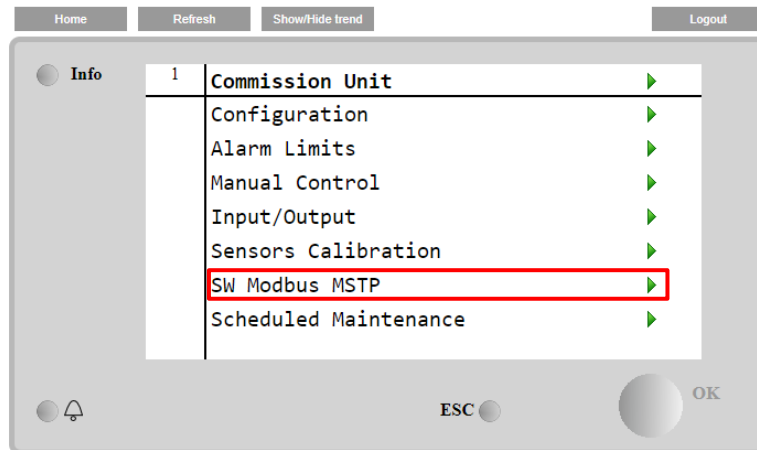 Home Refresh Show/Hide trend Logout
Info
1 Commission Unit
Configuration
Alarm Limits
Manual Control
Input/Output
Sensors Calibration
SW Modbus MSTP
Scheduled Maintenance
ESC OK